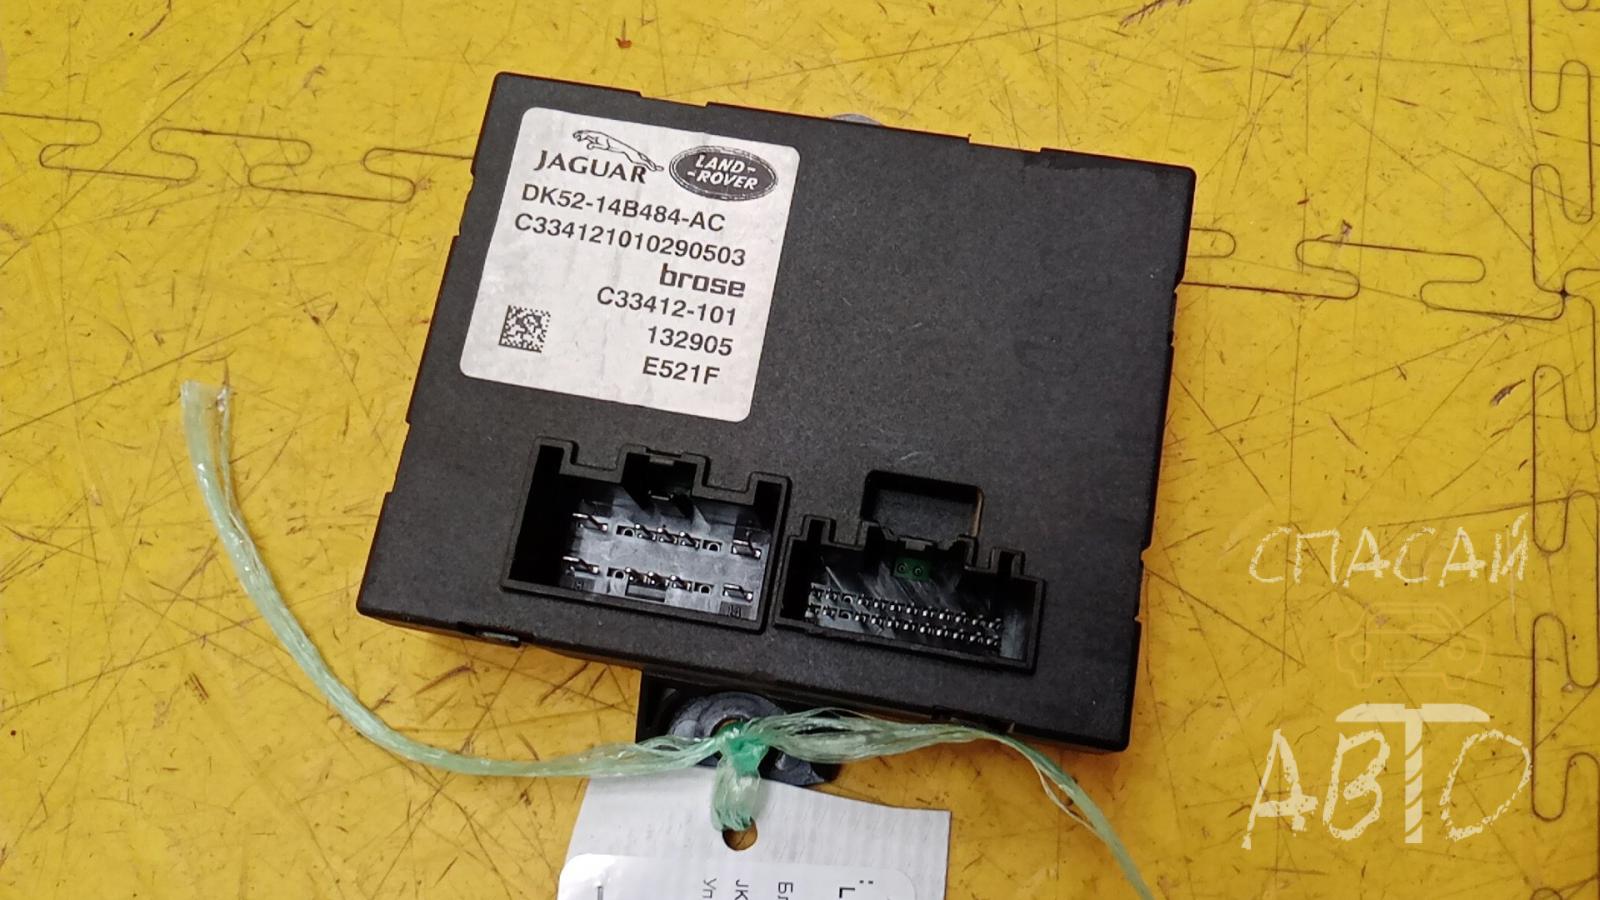 JAGUAR
LAND-
-ROVER
DK52-14B484-AC
C334121010290503
brose
C33412-101
132905
E521F
СПАСАЙ
АВТО